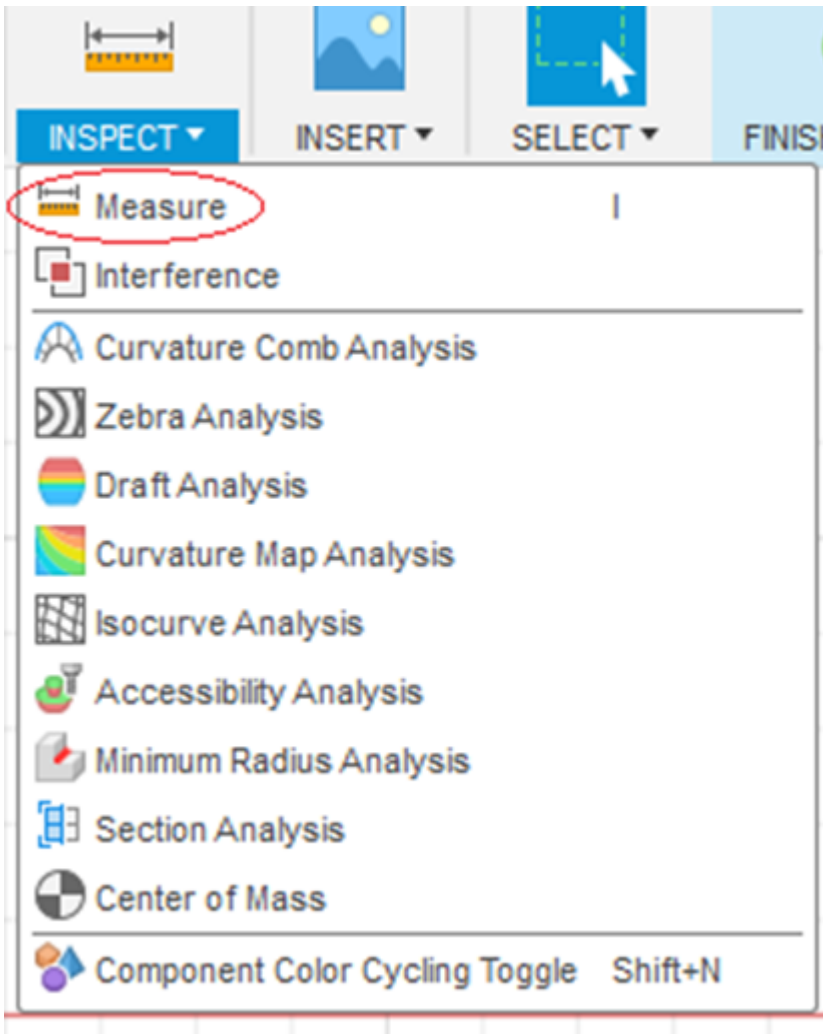 INSPECT INSERT SELECT FINIS
Measure I
Interference
Curvature Comb Analysis
Zebra Analysis
Draft Analysis
Curvature Map Analysis
Isocurve Analysis
Accessibility Analysis
Minimum Radius Analysis
Section Analysis
Center of Mass
Component Color Cycling Toggle Shift+N